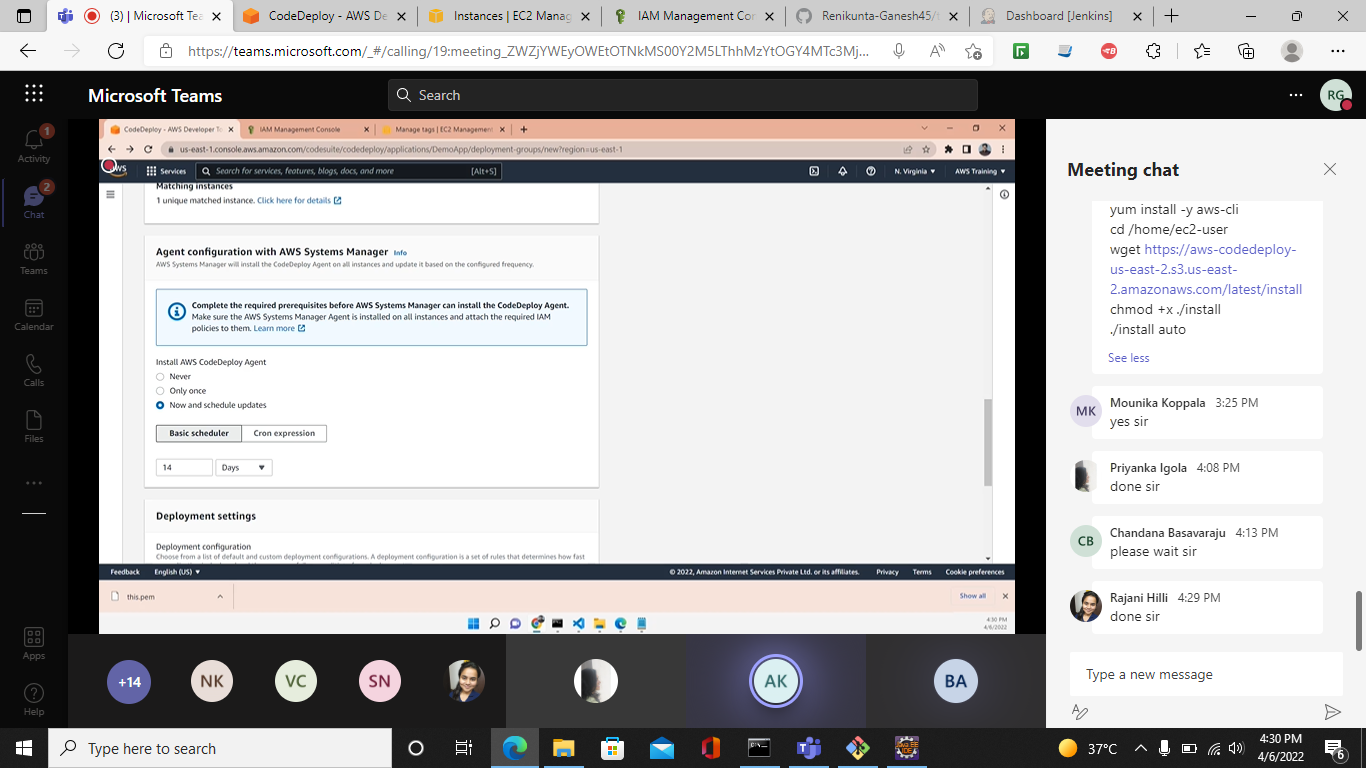 (3) | Microsoft Tea
CodeDeploy - AWS De
Instances | EC2 Manag
IAM Management Con
Renikunta-Ganesh45/t
Dashboard [Jenkins]
https://teams.microsoft.com/_#/calling/19:meeting_ZWZjYWEyOWEtOTNkMS00Y2M5LThhMzYtOGY4MTc3Mj...
Microsoft Teams
Search
RG
Activity
1
Chat
2
Teams
Calendar
Calls
Files
Apps
Help
CodeDeploy - AWS Developer To
IAM Management Console
Manage tags | EC2 Management
us-east-1.console.aws.amazon.com/codesuite/codedeploy/applications/DemoApp/deployment-groups/new?region=us-east-1
aws
Services
Search for services, features, blogs, docs, and more
[Alt+S]
N. Virginia
AWS Training
Matching instances
1 unique matched instance. Click here for details
Agent configuration with AWS Systems Manager Info
AWS Systems Manager will install the CodeDeploy Agent on all instances and update it based on the configured frequency.
Complete the required prerequisites before AWS Systems Manager can install the CodeDeploy Agent.
Make sure the AWS Systems Manager Agent is installed on all instances and attach the required IAM
policies to them. Learn more
Install AWS CodeDeploy Agent
Never
Only once
Now and schedule updates
Basic scheduler
Cron expression
14
Days
Deployment settings
Deployment configuration
Choose from a list of default and custom deployment configurations. A deployment configuration is a set of rules that determines how fast
Feedback
English (US)
© 2022, Amazon Internet Services Private Ltd. or its affiliates.
Privacy
Terms
Cookie preferences
this.pem
Show all
4:30 PM
4/6/2022
+14
NK
VC
SN
AK
BA
Meeting chat
yum install -y aws-cli
cd /home/ec2-user
wget https://aws-codedeploy-
us-east-2.s3.us-east-
2.amazonaws.com/latest/install
chmod +x ./install
./install auto
See less
MK
Mounika Koppala 3:25 PM
yes sir
Priyanka Igola 4:08 PM
done sir
CB
Chandana Basavaraju 4:13 PM
please wait sir
Rajani Hilli 4:29 PM
done sir
Type a new message
Type here to search
37°C
4:30 PM
4/6/2022
6